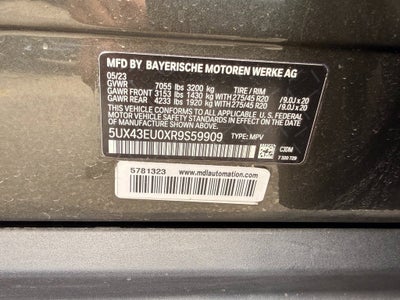 MFD BY BAYERISCHE MOTOREN WERKE AG
05/23
GVWR 7055 lbs 3200 kg TIRE / RIM
GAWR FRONT 3153 lbs 1430 kg WITH 275/45 R20 /9.0J x 20
GAWR REAR 4233 lbs 1920 kg WITH 275/45 R20 /9.0J x 20
THIS VEHICLE CONFORMS TO ALL APPLICABLE
U.S. FEDERAL MOTOR VEHICLE
SAFETY STANDARDS IN EFFECT ON THE DATE OF
MANUFACTURE SHOWN ABOVE.
5UX43EU0XR9S59909 TYPE: MPV
C3DM
7 509 729
5781323
www.mdlautomation.com